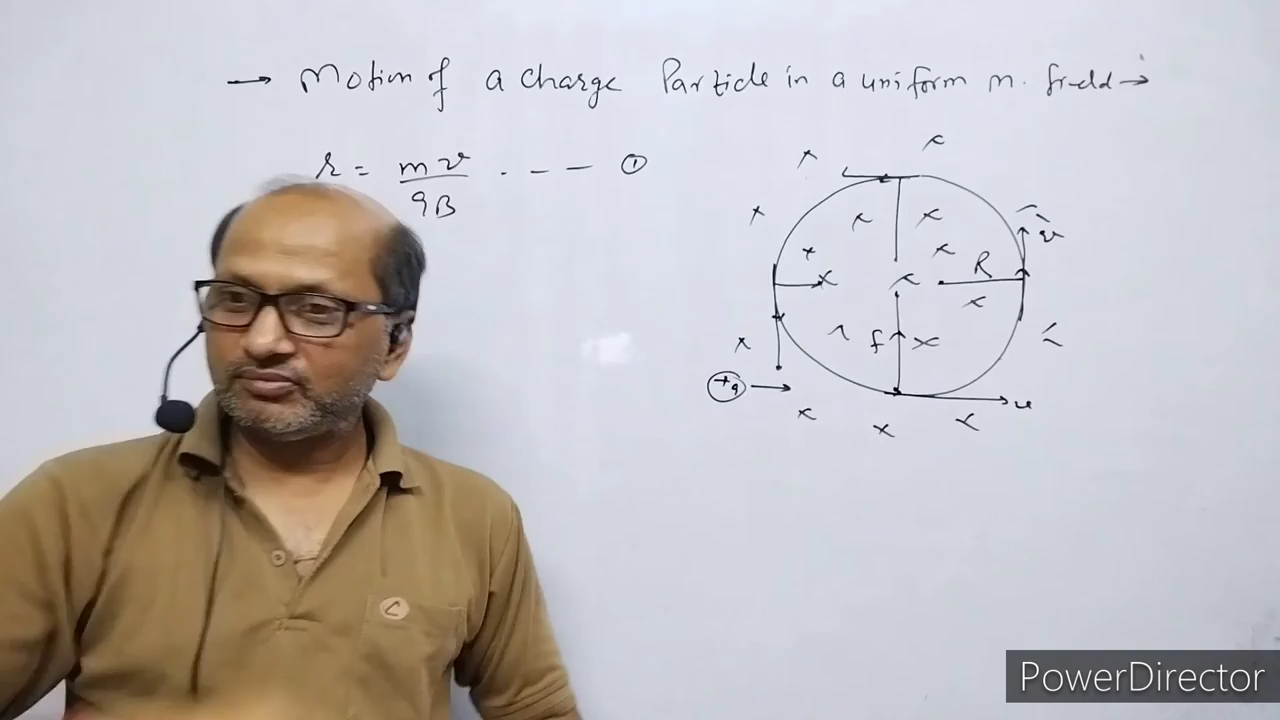 → Motion of a charge Particle in a uniform m. field →
r = mv / qB . - - - ①
R
v
f
+q
PowerDirector